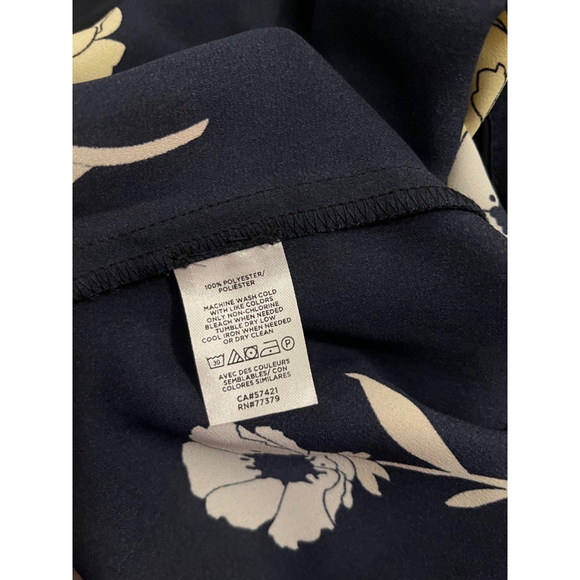 100% POLYESTER/
POLIESTER
MACHINE WASH COLD
WITH LIKE COLORS
ONLY NON-CHLORINE
BLEACH WHEN NEEDED
TUMBLE DRY LOW
COOL IRON WHEN NEEDED
OR DRY CLEAN
30 P
AVEC DES COULEURS
SEMBLABLES/ CON
COLORES SIMILARES
CA#57421
RN#77379